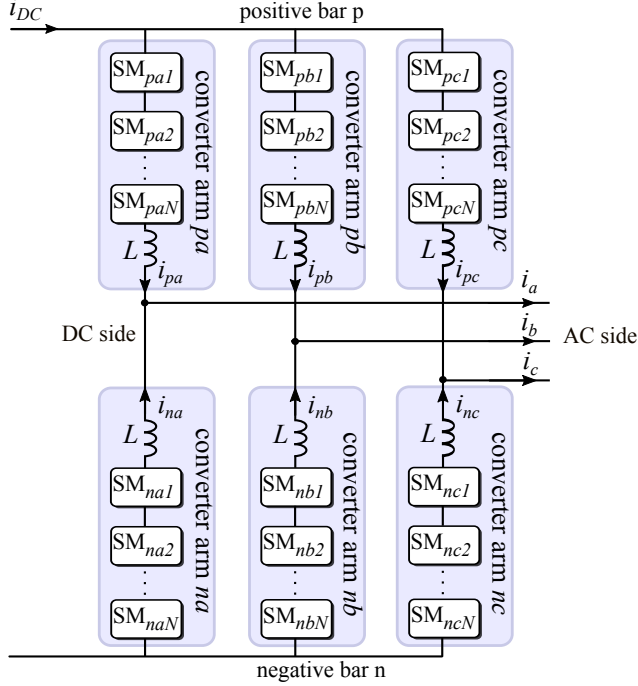 i_DC
positive bar p
SM_pa1
SM_pa2
SM_paN
L
i_pa
converter arm pa
SM_pb1
SM_pb2
SM_pbN
L
i_pb
converter arm pb
SM_pc1
SM_pc2
SM_pcN
L
i_pc
converter arm pc
i_a
i_b
i_c
DC side
AC side
i_na
L
SM_na1
SM_na2
SM_naN
converter arm na
i_nb
L
SM_nb1
SM_nb2
SM_nbN
converter arm nb
i_nc
L
SM_nc1
SM_nc2
SM_ncN
converter arm nc
negative bar n